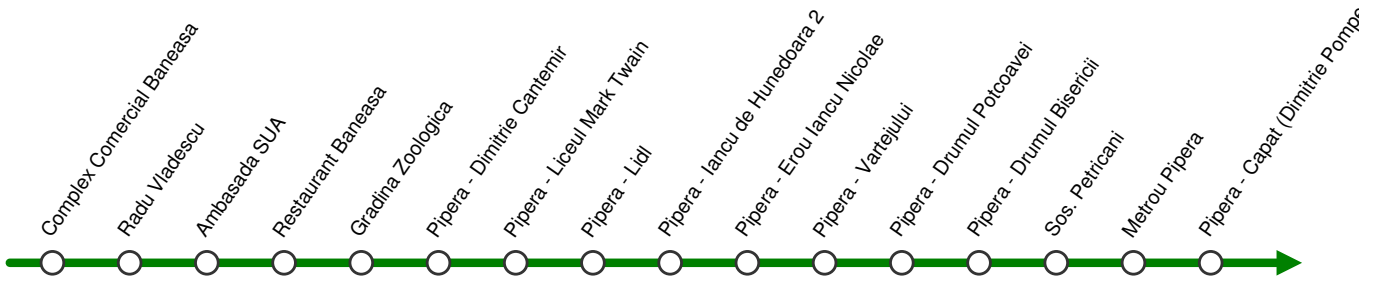 Complex Comercial Baneasa
Radu Vladescu
Ambasada SUA
Restaurant Baneasa
Gradina Zoologica
Pipera - Dimitrie Cantemir
Pipera - Liceul Mark Twain
Pipera - Lidl
Pipera - Iancu de Hunedoara 2
Pipera - Erou Iancu Nicolae
Pipera - Vartejului
Pipera - Drumul Potcoavei
Pipera - Drumul Bisericii
Sos. Petricani
Metrou Pipera
Pipera - Capat (Dimitrie